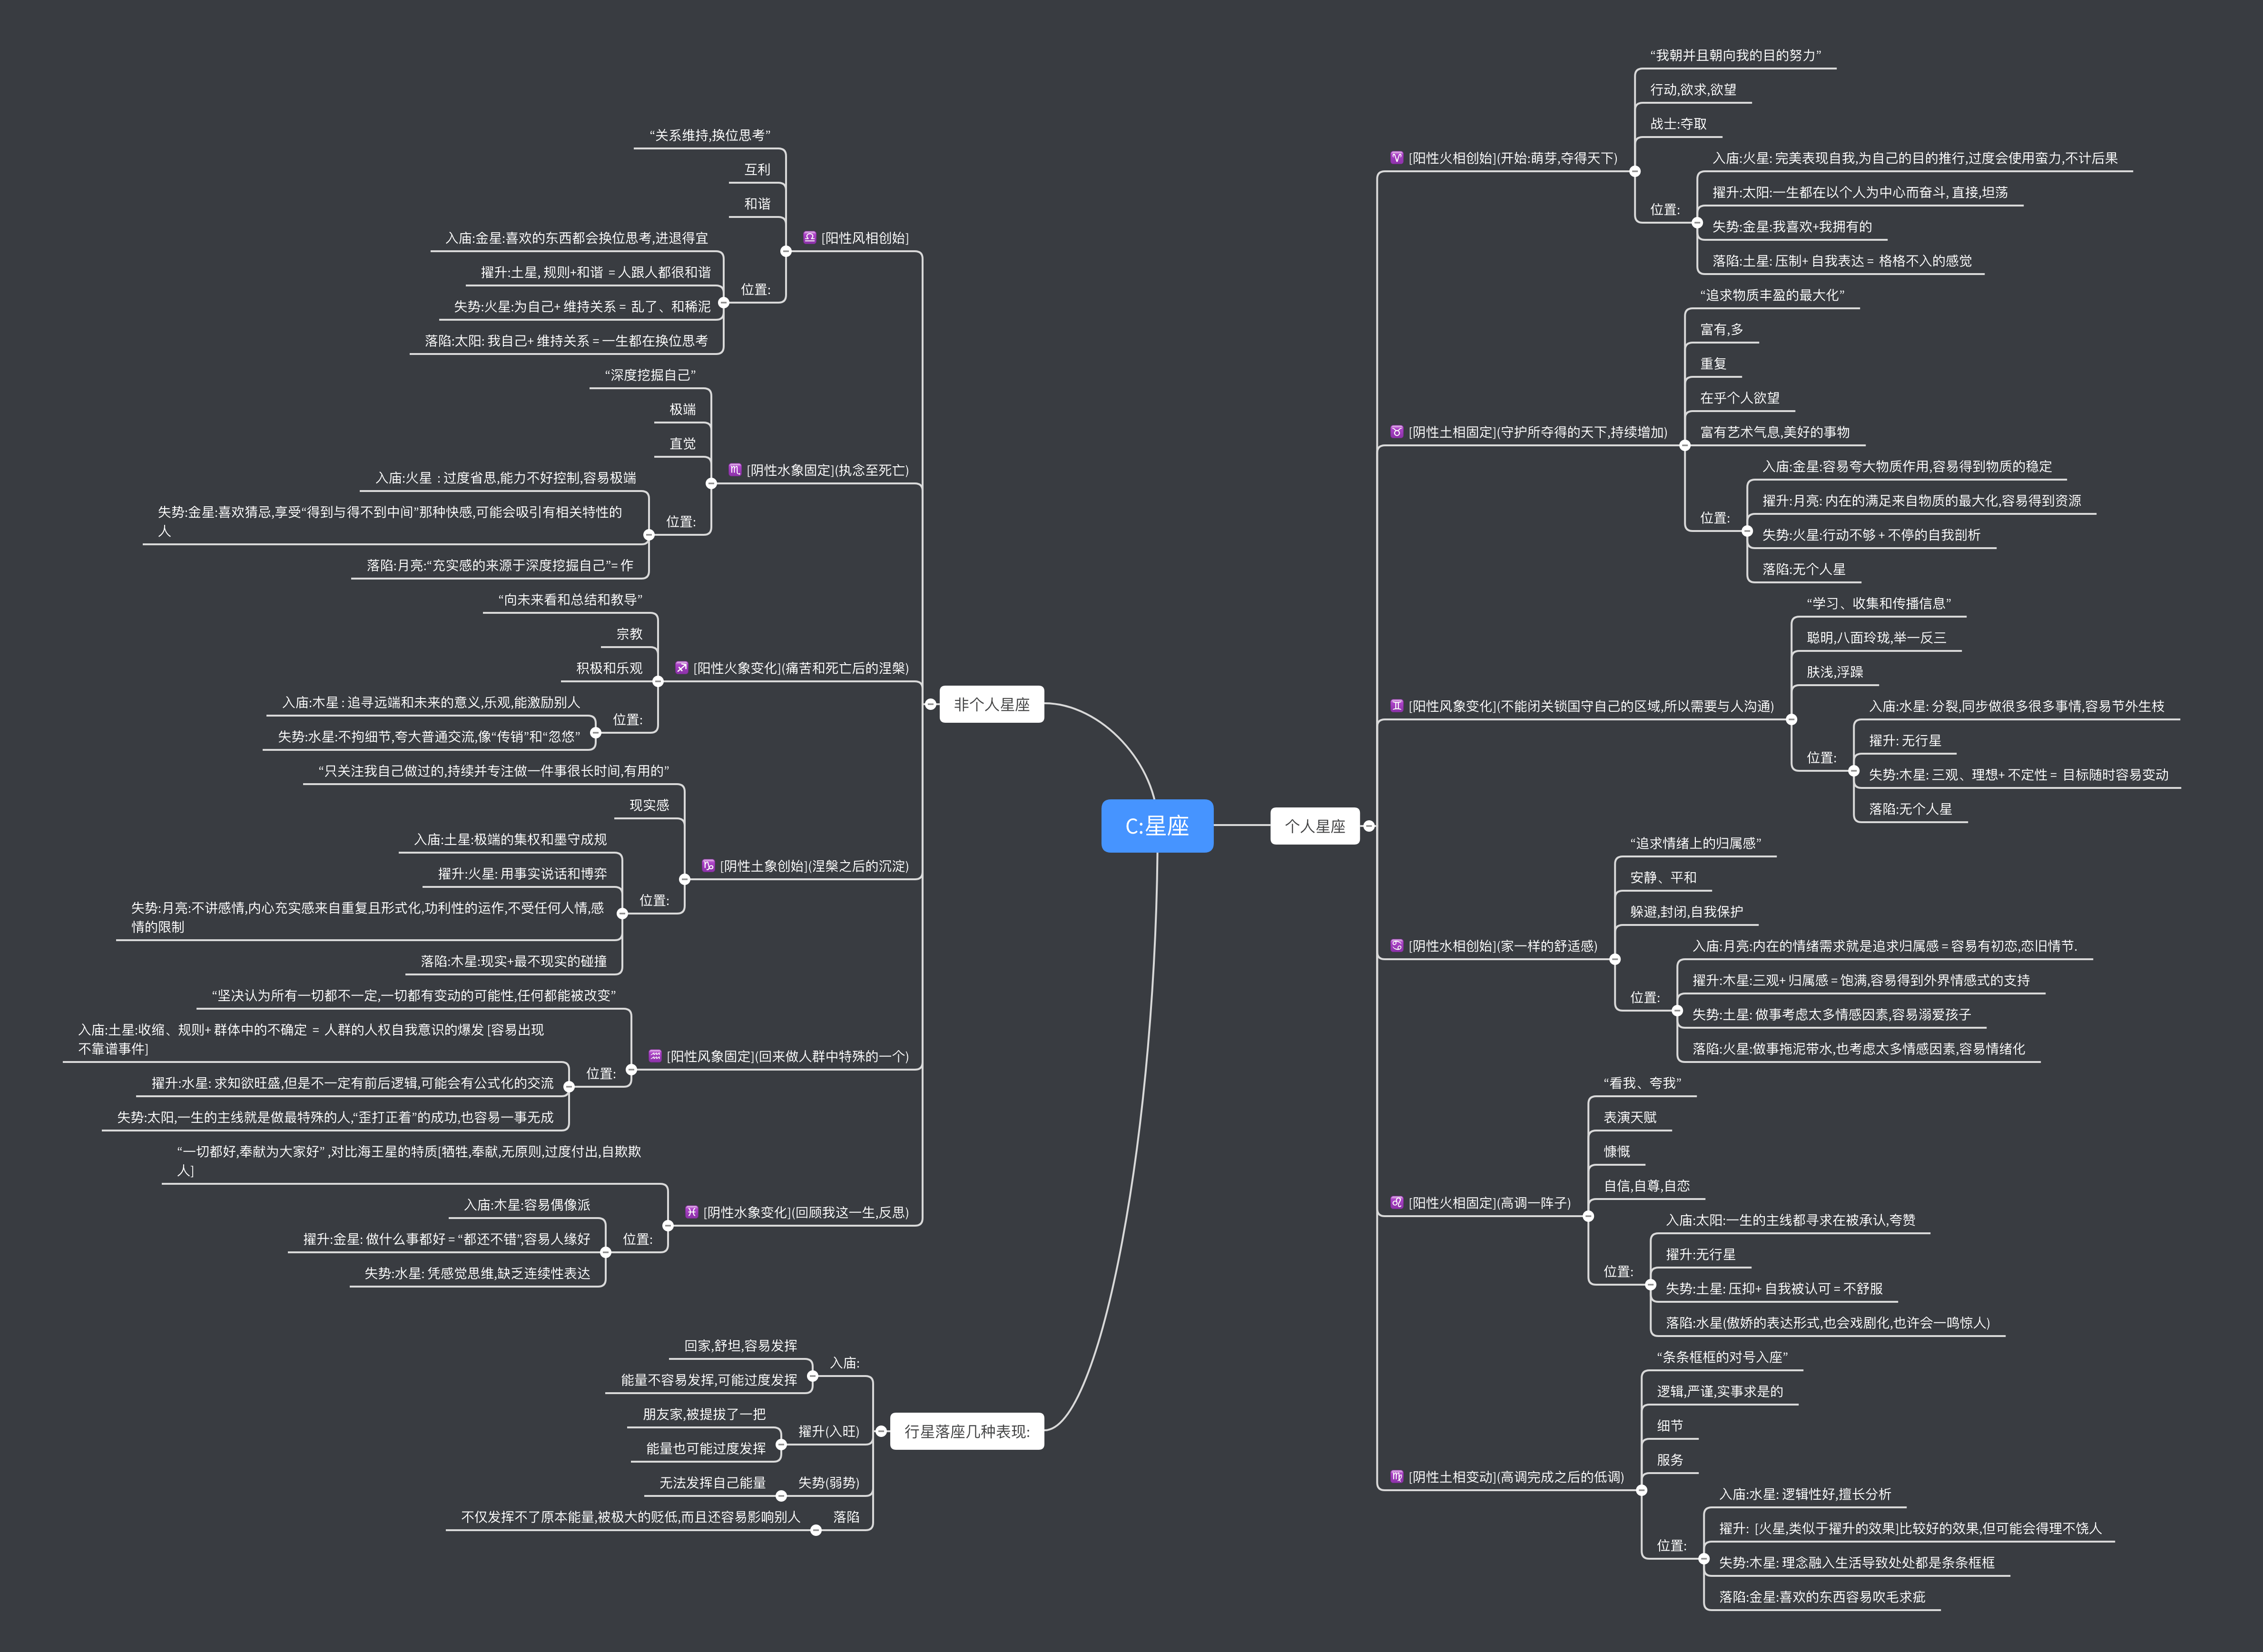 C:星座
个人星座
♈ [阳性火相创始](开始:萌芽,夺得天下)
“我朝并且朝向我的目的努力”
行动,欲求,欲望
战士:夺取
位置:
入庙:火星: 完美表现自我,为自己的目的推行,过度会使用蛮力,不计后果
擢升:太阳:一生都在以个人为中心而奋斗, 直接,坦荡
失势:金星:我喜欢+我拥有的
落陷:土星: 压制+ 自我表达 = 格格不入的感觉
♉ [阴性土相固定](守护所夺得的天下,持续增加)
“追求物质丰盈的最大化”
富有,多
重复
在乎个人欲望
富有艺术气息,美好的事物
位置:
入庙:金星:容易夸大物质作用,容易得到物质的稳定
擢升:月亮: 内在的满足来自物质的最大化,容易得到资源
失势:火星:行动不够 + 不停的自我剖析
落陷:无个人星
♊ [阳性风象变化](不能闭关锁国守自己的区域,所以需要与人沟通)
“学习、收集和传播信息”
聪明,八面玲珑,举一反三
肤浅,浮躁
位置:
入庙:水星: 分裂,同步做很多很多事情,容易节外生枝
擢升: 无行星
失势:木星: 三观、理想+ 不定性 = 目标随时容易变动
落陷:无个人星
♋ [阴性水相创始](家一样的舒适感)
“追求情绪上的归属感”
安静、平和
躲避,封闭,自我保护
位置:
入庙:月亮:内在的情绪需求就是追求归属感 = 容易有初恋,恋旧情节.
擢升:木星:三观+ 归属感 = 饱满,容易得到外界情感式的支持
失势:土星: 做事考虑太多情感因素,容易溺爱孩子
落陷:火星:做事拖泥带水,也考虑太多情感因素,容易情绪化
♌ [阳性火相固定](高调一阵子)
“看我、夸我”
表演天赋
慷慨
自信,自尊,自恋
位置:
入庙:太阳:一生的主线都寻求在被承认,夸赞
擢升:无行星
失势:土星: 压抑+ 自我被认可 = 不舒服
落陷:水星(傲娇的表达形式,也会戏剧化,也许会一鸣惊人)
♍ [阴性土相变动](高调完成之后的低调)
“条条框框的对号入座”
逻辑,严谨,实事求是的
细节
服务
位置:
入庙:水星: 逻辑性好,擅长分析
擢升: [火星,类似于擢升的效果]比较好的效果,但可能会得理不饶人
失势:木星: 理念融入生活导致处处都是条条框框
落陷:金星:喜欢的东西容易吹毛求疵
非个人星座
♎ [阳性风相创始]
“关系维持,换位思考”
互利
和谐
位置:
入庙:金星:喜欢的东西都会换位思考,进退得宜
擢升:土星, 规则+和谐 = 人跟人都很和谐
失势:火星:为自己+ 维持关系 = 乱了、和稀泥
落陷:太阳: 我自己+ 维持关系 = 一生都在换位思考
♏ [阴性水象固定](执念至死亡)
“深度挖掘自己”
极端
直觉
位置:
入庙:火星 : 过度省思,能力不好控制,容易极端
失势:金星:喜欢猜忌,享受“得到与得不到中间”那种快感,可能会吸引有相关特性的
人
落陷:月亮:“充实感的来源于深度挖掘自己”= 作
♐ [阳性火象变化](痛苦和死亡后的涅槃)
“向未来看和总结和教导”
宗教
积极和乐观
位置:
入庙:木星 : 追寻远端和未来的意义,乐观,能激励别人
失势:水星:不拘细节,夸大普通交流,像“传销”和“忽悠”
♑ [阴性土象创始](涅槃之后的沉淀)
“只关注我自己做过的,持续并专注做一件事很长时间,有用的”
现实感
位置:
入庙:土星:极端的集权和墨守成规
擢升:火星: 用事实说话和博弈
失势:月亮:不讲感情,内心充实感来自重复且形式化,功利性的运作,不受任何人情,感
情的限制
落陷:木星:现实+最不现实的碰撞
♒ [阳性风象固定](回来做人群中特殊的一个)
“坚决认为所有一切都不一定,一切都有变动的可能性,任何都能被改变”
位置:
入庙:土星:收缩、规则+ 群体中的不确定 = 人群的人权自我意识的爆发 [容易出现
不靠谱事件]
擢升:水星: 求知欲旺盛,但是不一定有前后逻辑,可能会有公式化的交流
失势:太阳,一生的主线就是做最特殊的人,“歪打正着”的成功,也容易一事无成
♓ [阴性水象变化](回顾我这一生,反思)
“一切都好,奉献为大家好” ,对比海王星的特质[牺牲,奉献,无原则,过度付出,自欺欺
人]
位置:
入庙:木星:容易偶像派
擢升:金星: 做什么事都好 = “都还不错”,容易人缘好
失势:水星: 凭感觉思维,缺乏连续性表达
行星落座几种表现:
入庙:
回家,舒坦,容易发挥
能量不容易发挥,可能过度发挥
擢升(入旺)
朋友家,被提拔了一把
能量也可能过度发挥
失势(弱势)
无法发挥自己能量
落陷
不仅发挥不了原本能量,被极大的贬低,而且还容易影响别人